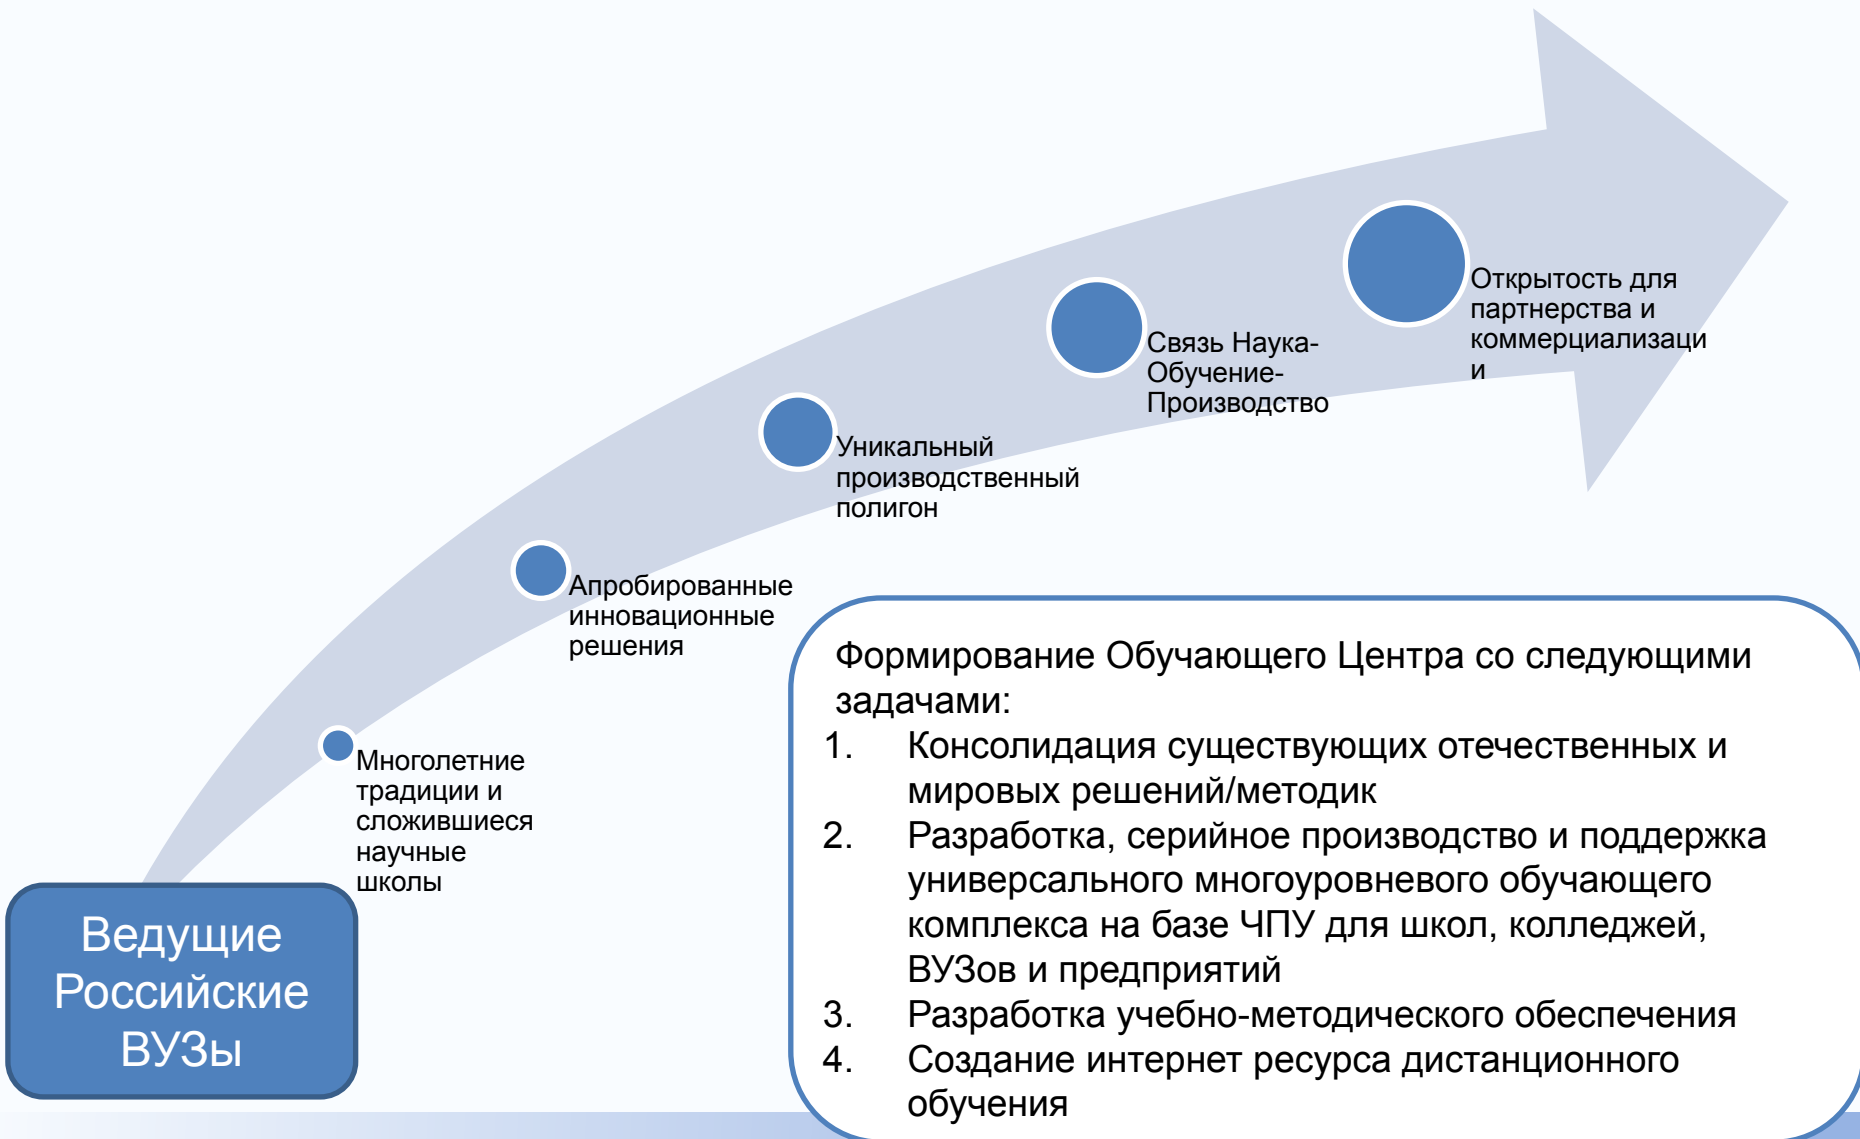 Открытость для
партнерства и
коммерциализаци
и
Связь Наука-
Обучение-
Производство
Уникальный
производственный
полигон
Апробированные
инновационные
решения
Многолетние
традиции и
сложившиеся
научные
школы
Ведущие
Российские
ВУЗы
Формирование Обучающего Центра со следующими
задачами:
1. Консолидация существующих отечественных и
мировых решений/методик
2. Разработка, серийное производство и поддержка
универсального многоуровневого обучающего
комплекса на базе ЧПУ для школ, колледжей,
ВУЗов и предприятий
3. Разработка учебно-методического обеспечения
4. Создание интернет ресурса дистанционного
обучения